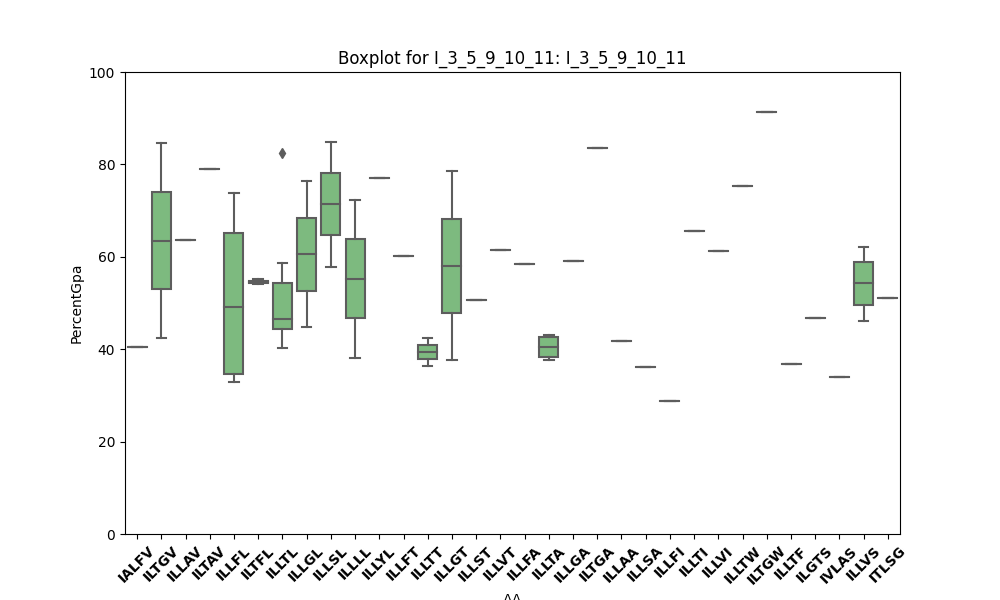 Boxplot for I_3_5_9_10_11: I_3_5_9_10_11
100
80
60
40
20
0
PercentGpa
IALFV
ILTGV
ILLAV
ILTAV
ILLFL
ILTFL
ILLTL
ILLGL
ILLSL
ILLLL
ILLYL
ILLFT
ILLTT
ILLGT
ILLST
ILLVT
ILLFA
ILLTA
ILLGA
ILTGA
ILLAA
ILLSA
ILLFI
ILLTI
ILLVI
ILLTW
ILTGW
ILLTF
ILGTS
IVLAS
ILLVS
ITLSG
AA